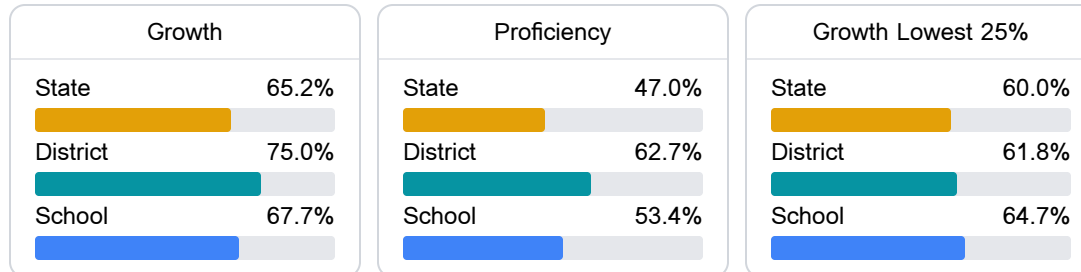 Growth
State 65.2%
District 75.0%
School 67.7%
Proficiency
State 47.0%
District 62.7%
School 53.4%
Growth Lowest 25%
State 60.0%
District 61.8%
School 64.7%